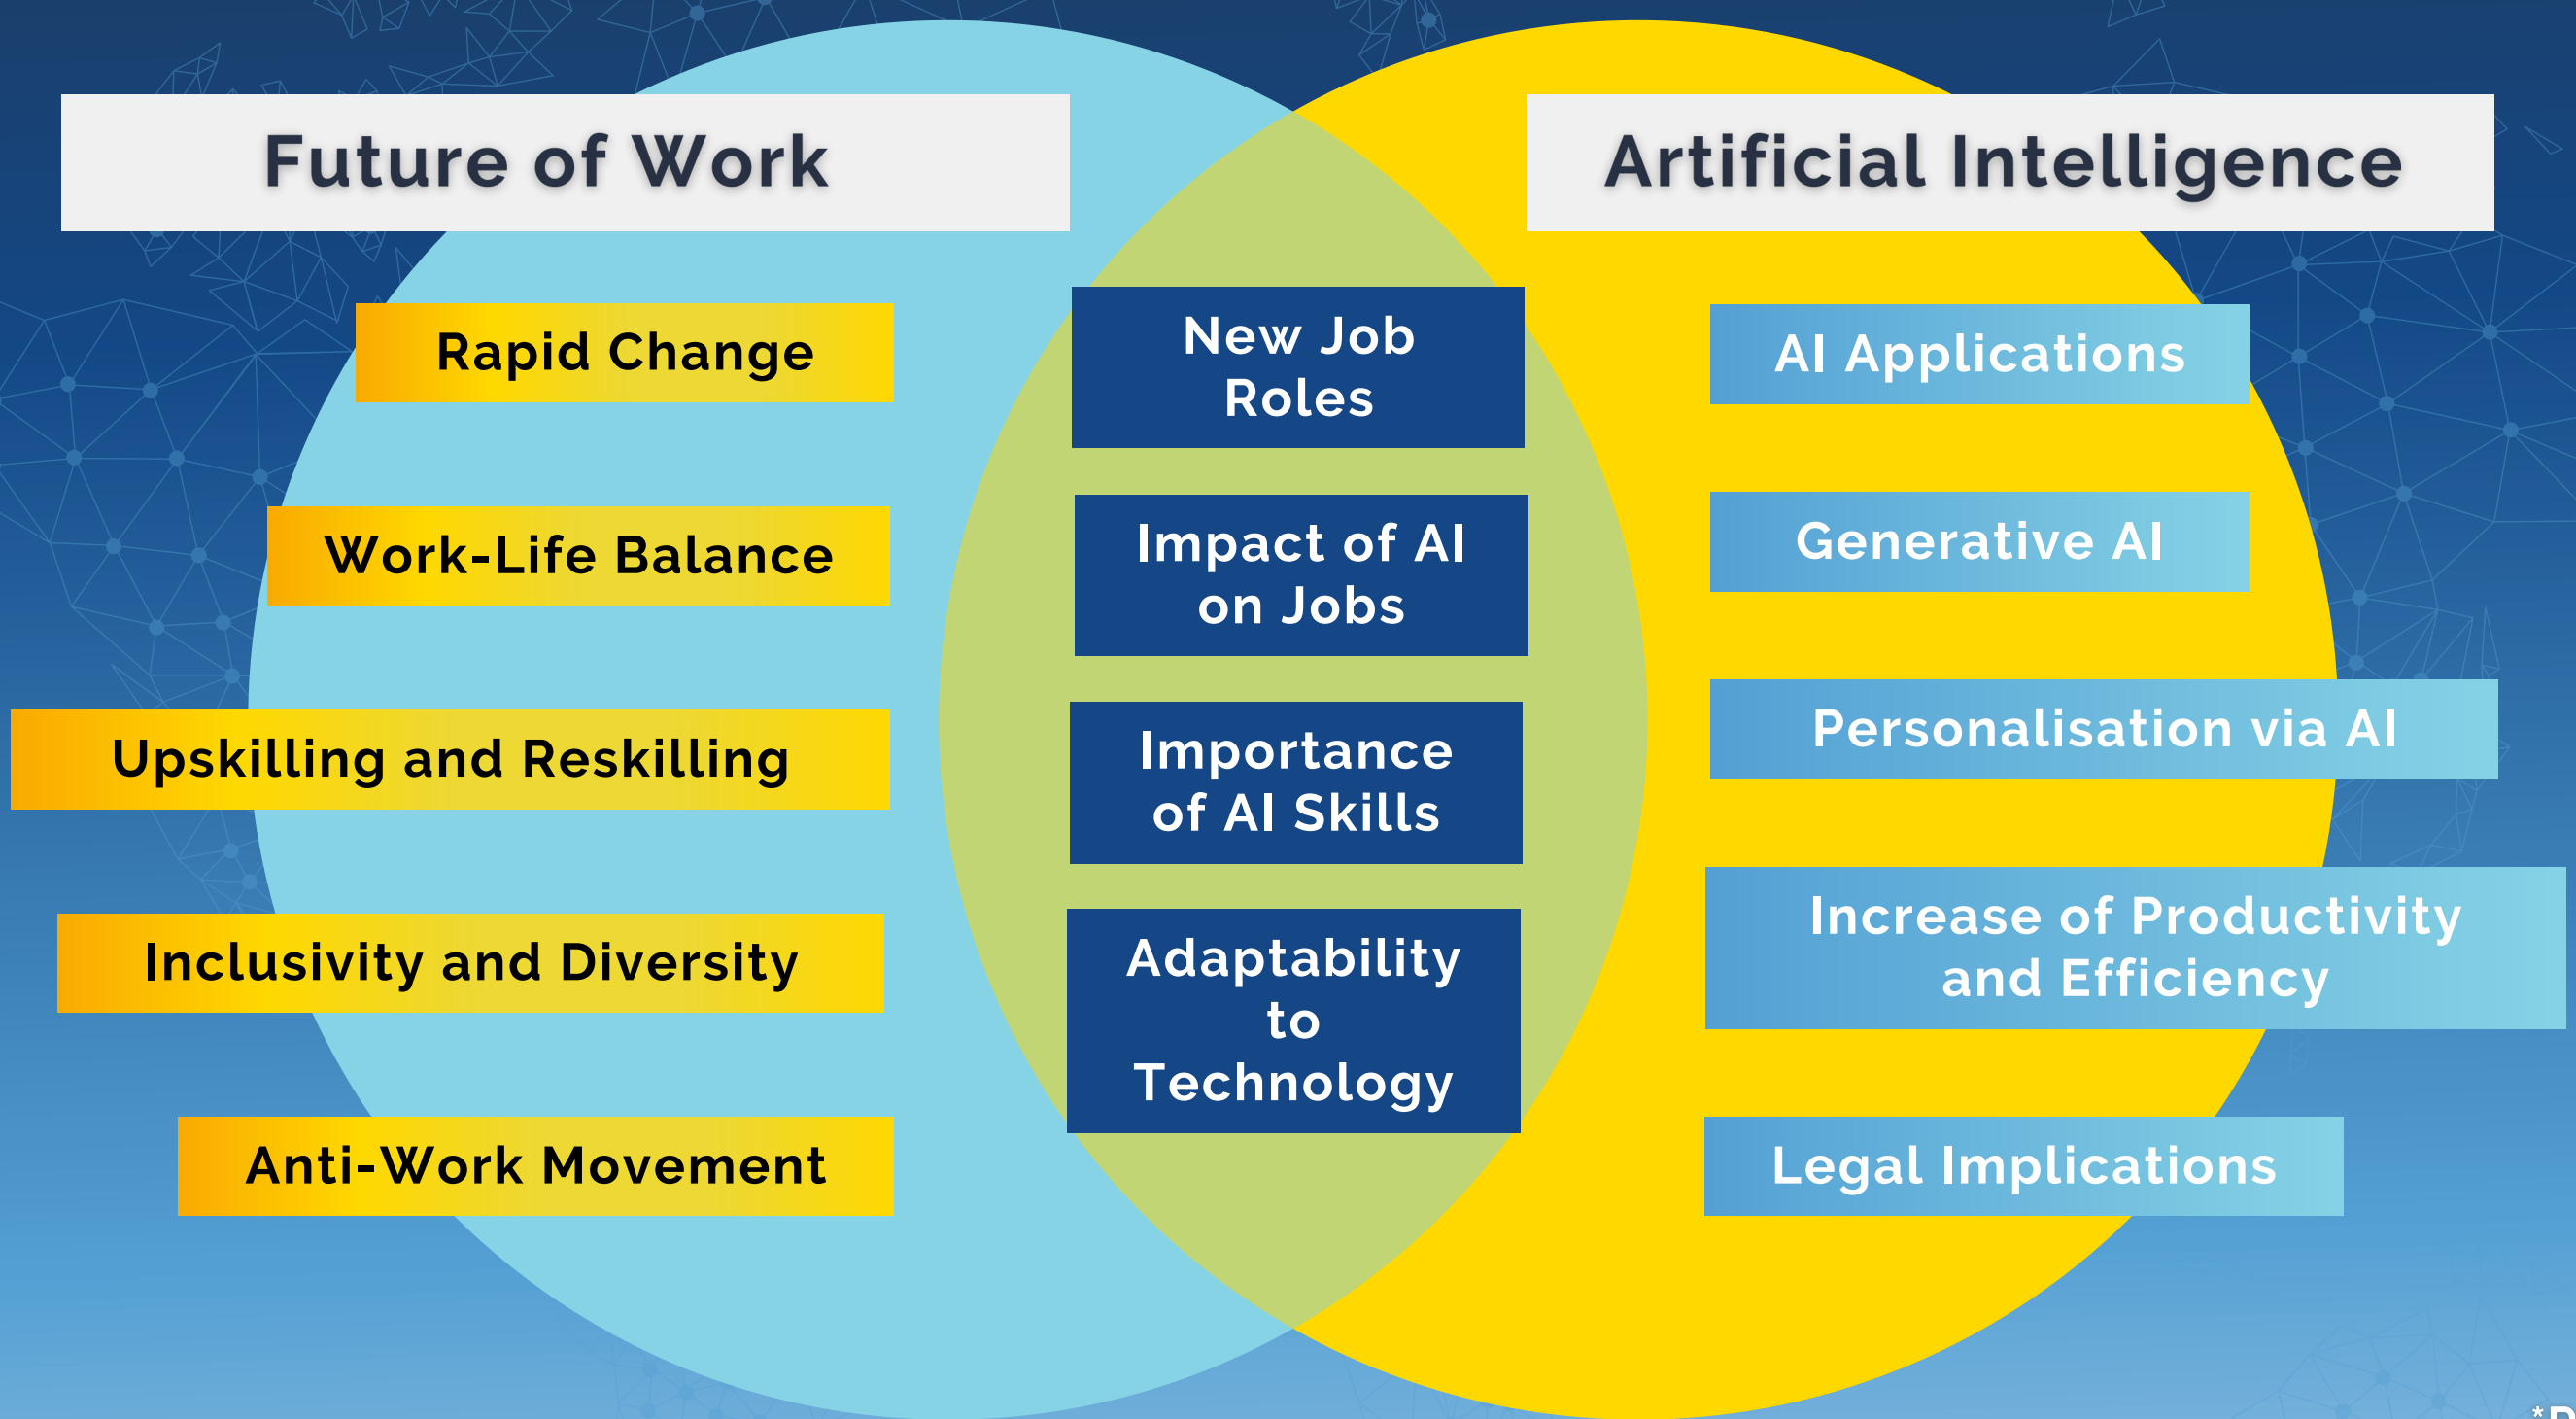 Future of Work
Rapid Change
Work-Life Balance
Upskilling and Reskilling
Inclusivity and Diversity
Anti-Work Movement
New Job
Roles
Impact of AI
on Jobs
Importance
of AI Skills
Adaptability
to
Technology
Artificial Intelligence
AI Applications
Generative AI
Personalisation via AI
Increase of Productivity
and Efficiency
Legal Implications